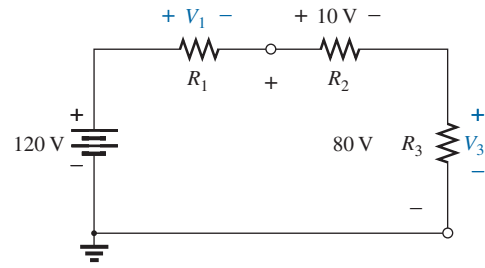 + V₁ − + 10 V −
R₁ + R₂
+ +
120 V 80 V R₃ V₃
− −
−